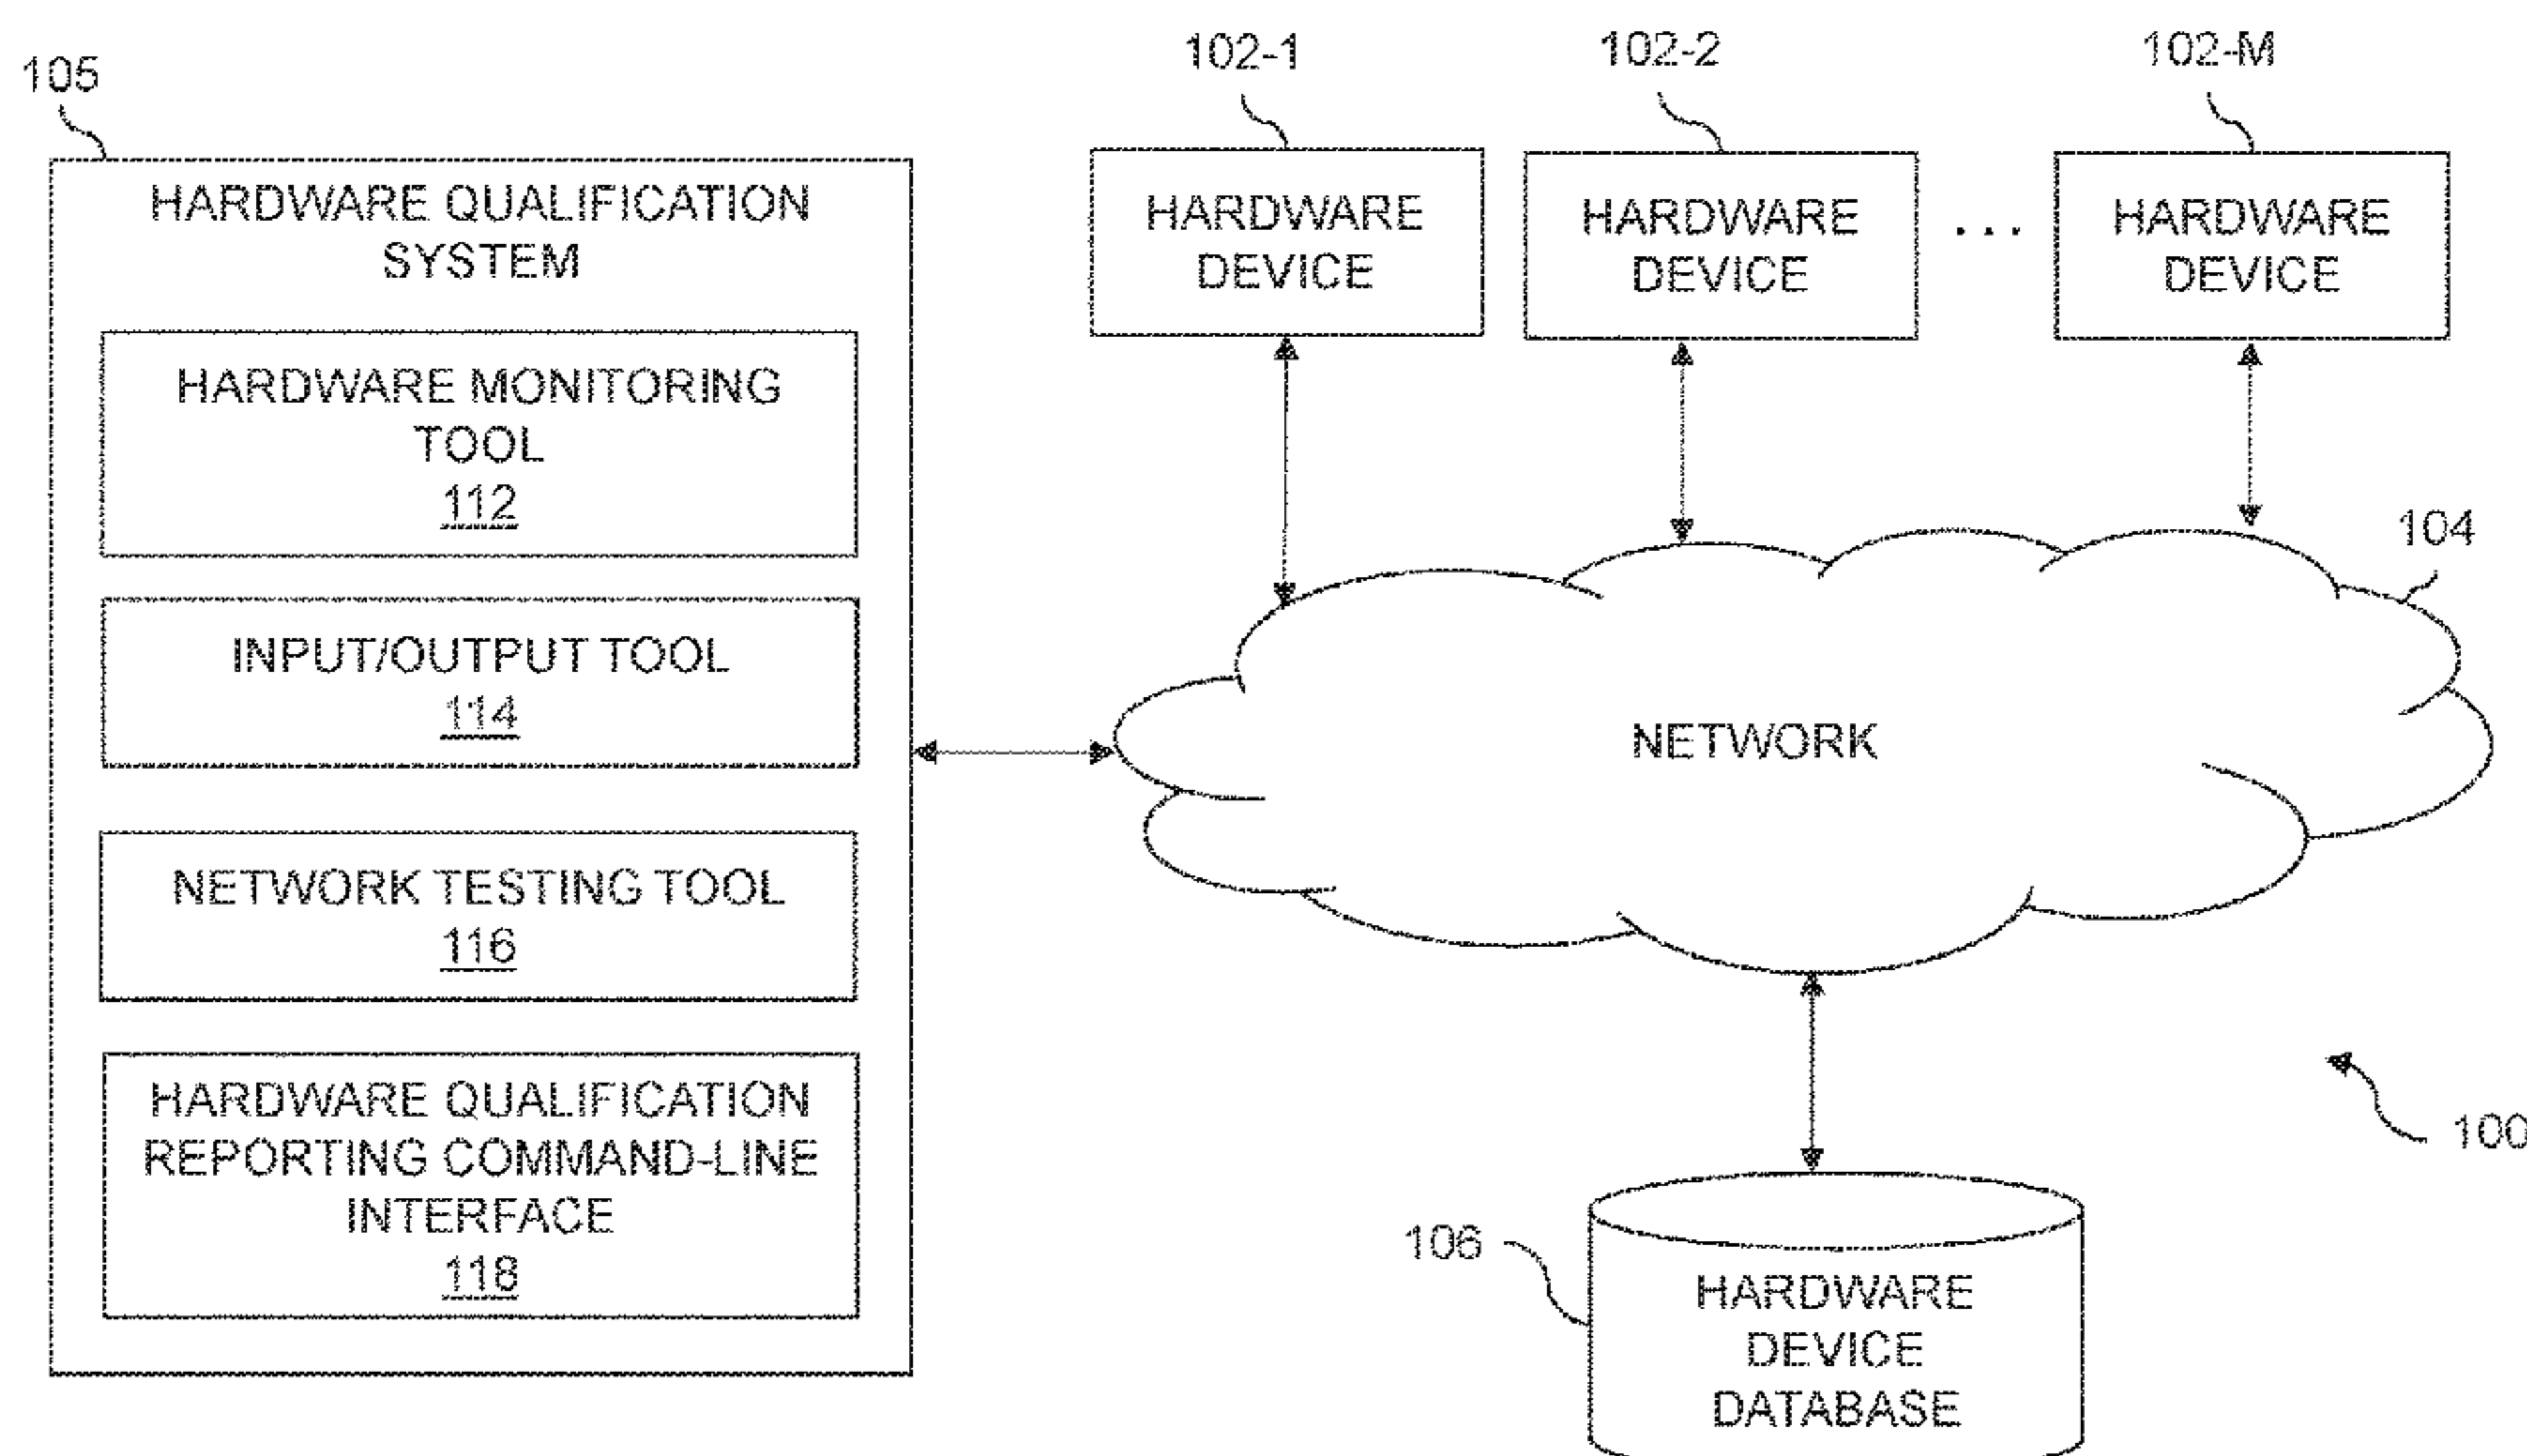 105
HARDWARE QUALIFICATION
SYSTEM
HARDWARE MONITORING
TOOL
112
INPUT/OUTPUT TOOL
114
NETWORK TESTING TOOL
116
HARDWARE QUALIFICATION
REPORTING COMMAND-LINE
INTERFACE
118
102-1
HARDWARE
DEVICE
102-2
HARDWARE
DEVICE
...
102-M
HARDWARE
DEVICE
104
NETWORK
100
106
HARDWARE
DEVICE
DATABASE